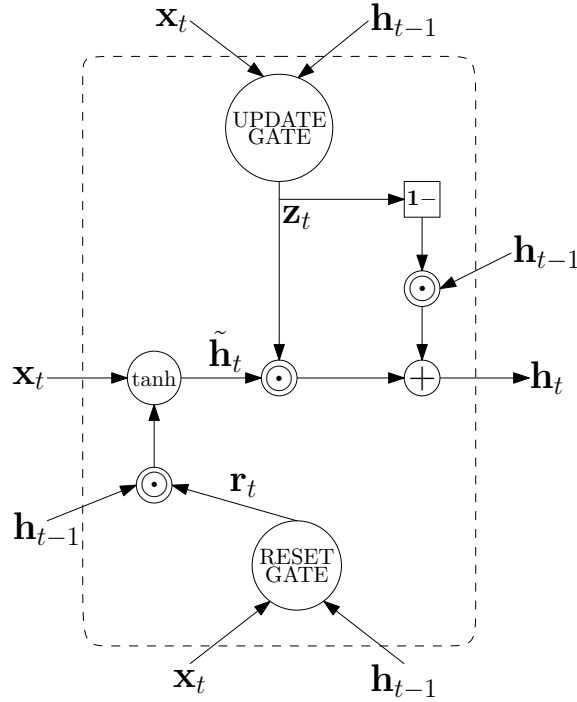 x_t h_{t-1}
UPDATE
GATE
1-
z_t
h_{t-1}
h̃_t
x_t tanh + h_t
r_t
h_{t-1}
RESET
GATE
x_t h_{t-1}